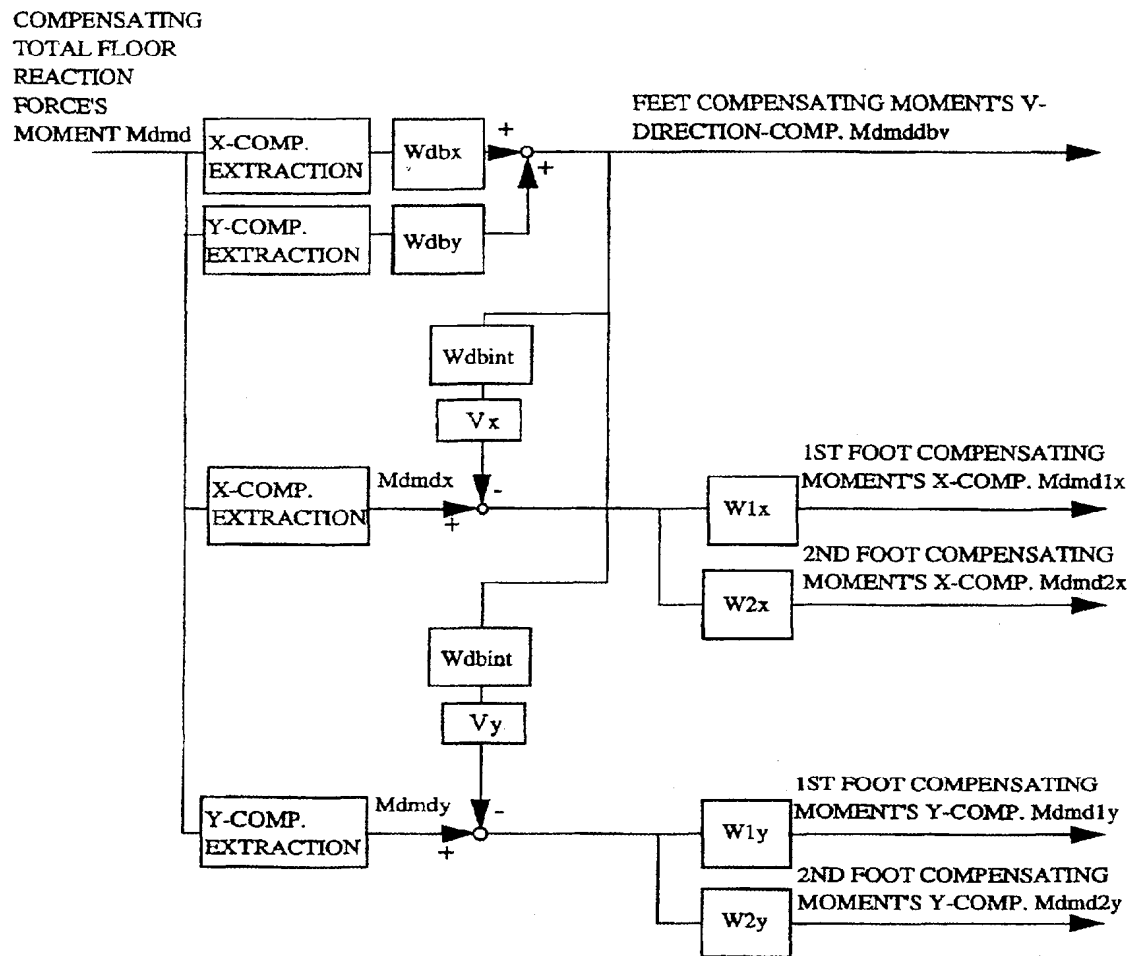 COMPENSATING
TOTAL FLOOR
REACTION
FORCE'S
MOMENT Mdmd
FEET COMPENSATING MOMENT'S V-
DIRECTION-COMP. Mdmddbv
X-COMP.
EXTRACTION
Wdbx
+
+
Y-COMP.
EXTRACTION
Wdby
Wdbint
Vx
X-COMP.
EXTRACTION
Mdmdx
-
+
W1x
1ST FOOT COMPENSATING
MOMENT'S X-COMP. Mdmd1x
W2x
2ND FOOT COMPENSATING
MOMENT'S X-COMP. Mdmd2x
Wdbint
Vy
Y-COMP.
EXTRACTION
Mdmdy
-
+
W1y
1ST FOOT COMPENSATING
MOMENT'S Y-COMP. Mdmd1y
W2y
2ND FOOT COMPENSATING
MOMENT'S Y-COMP. Mdmd2y